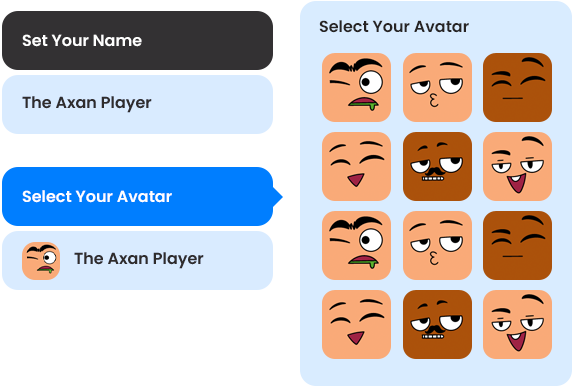 Set Your Name
The Axan Player
Select Your Avatar
The Axan Player
Select Your Avatar